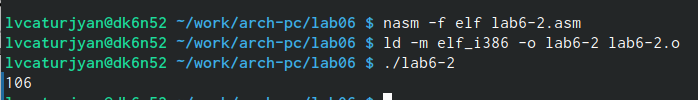 lvcaturjyan@dk6n52 ~/work/arch-pc/lab06 $ nasm -f elf lab6-2.asm
lvcaturjyan@dk6n52 ~/work/arch-pc/lab06 $ ld -m elf_i386 -o lab6-2 lab6-2.o
lvcaturjyan@dk6n52 ~/work/arch-pc/lab06 $ ./lab6-2
106
lvcaturjyan@dk6n52 ~/work/arch-pc/lab06 $